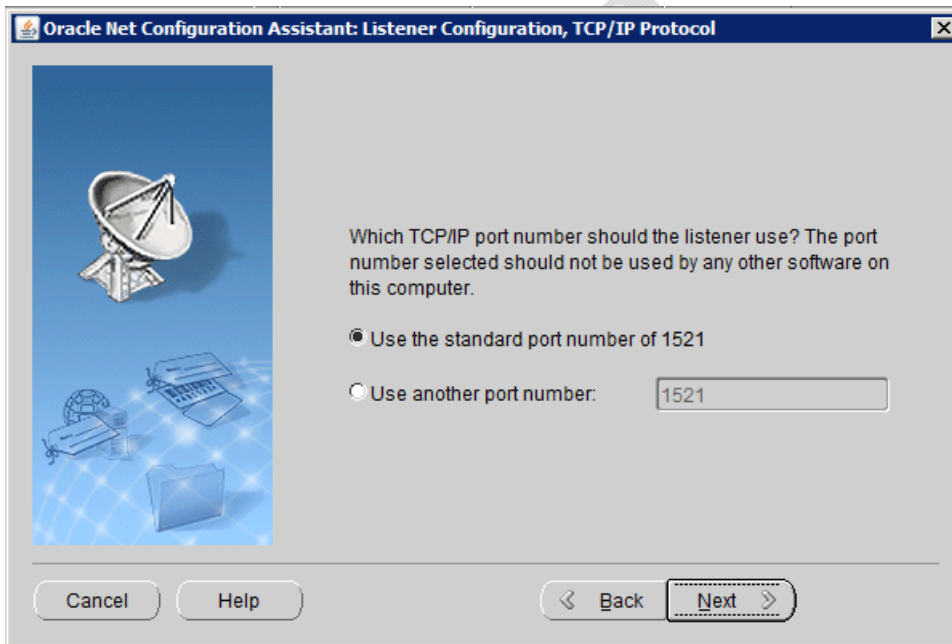 Oracle Net Configuration Assistant: Listener Configuration, TCP/IP Protocol
Which TCP/IP port number should the listener use? The port
number selected should not be used by any other software on
this computer.
Use the standard port number of 1521
Use another port number: 1521
Cancel Help Back Next